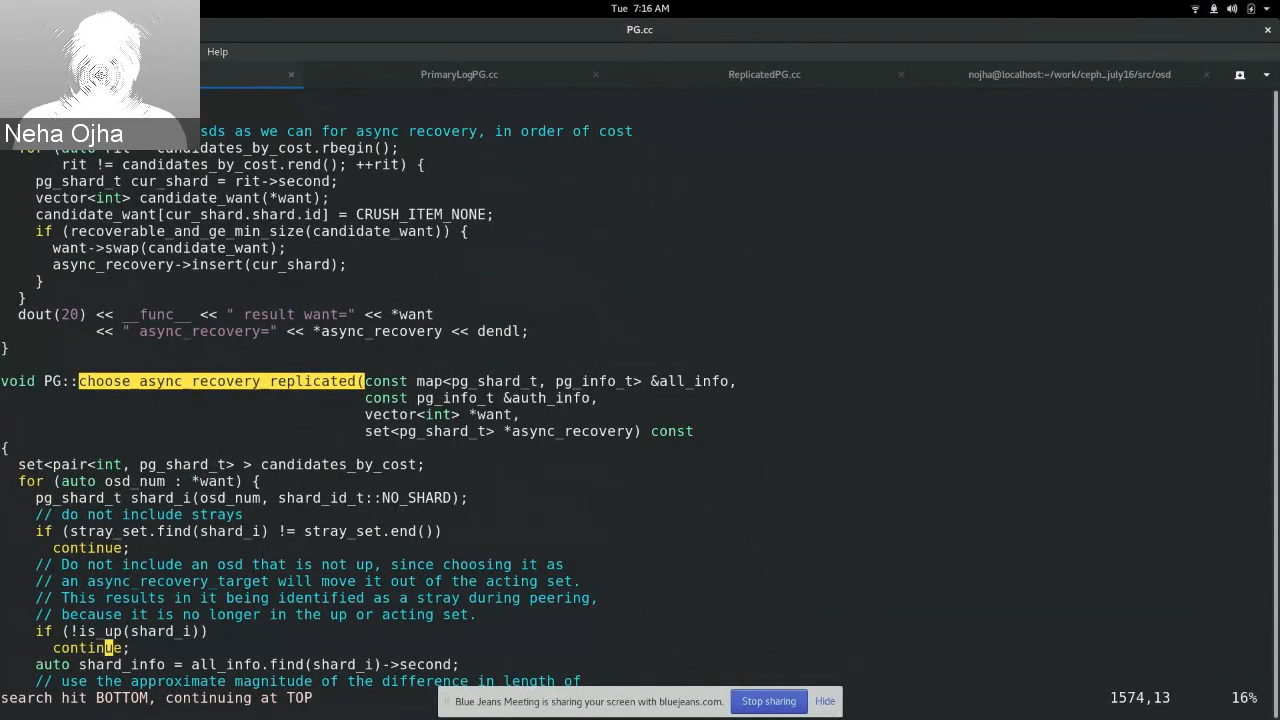 Tue 7:16 AM
PG.cc
Help
PrimaryLogPG.cc
ReplicatedPG.cc
nojha@localhost:~/work/ceph_july16/src/osd
Neha Ojha
sds as we can for async recovery, in order of cost
for (auto rit = candidates_by_cost.rbegin();
rit != candidates_by_cost.rend(); ++rit) {
pg_shard_t cur_shard = rit->second;
vector<int> candidate_want(*want);
candidate_want[cur_shard.shard.id] = CRUSH_ITEM_NONE;
if (recoverable_and_ge_min_size(candidate_want)) {
want->swap(candidate_want);
async_recovery->insert(cur_shard);
}
}
dout(20) << __func__ << " result want=" << *want
<< " async_recovery=" << *async_recovery << dendl;
}
void PG::choose_async_recovery_replicated(const map<pg_shard_t, pg_info_t> &all_info,
const pg_info_t &auth_info,
vector<int> *want,
set<pg_shard_t> *async_recovery) const
{
set<pair<int, pg_shard_t> > candidates_by_cost;
for (auto osd_num : *want) {
pg_shard_t shard_i(osd_num, shard_id_t::NO_SHARD);
// do not include strays
if (stray_set.find(shard_i) != stray_set.end())
continue;
// Do not include an osd that is not up, since choosing it as
// an async_recovery_target will move it out of the acting set.
// This results in it being identified as a stray during peering,
// because it is no longer in the up or acting set.
if (!is_up(shard_i))
continue;
auto shard_info = all_info.find(shard_i)->second;
// use the approximate magnitude of the difference in length of
search hit BOTTOM, continuing at TOP
1574,13
16%
Blue Jeans Meeting is sharing your screen with bluejeans.com.
Stop sharing
Hide